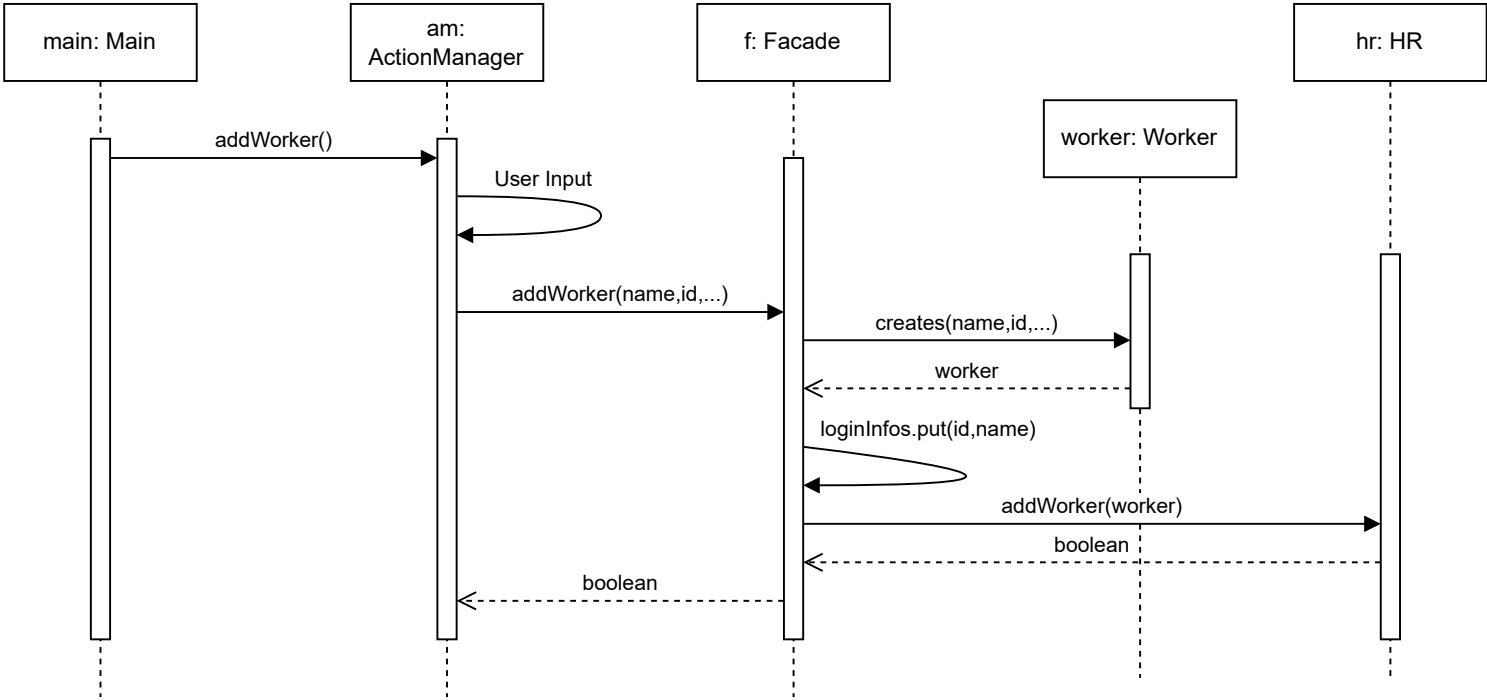 main: Main
am:
ActionManager
f: Facade
hr: HR
worker: Worker
addWorker()
User Input
addWorker(name,id,...)
creates(name,id,...)
worker
loginInfos.put(id,name)
addWorker(worker)
boolean
boolean